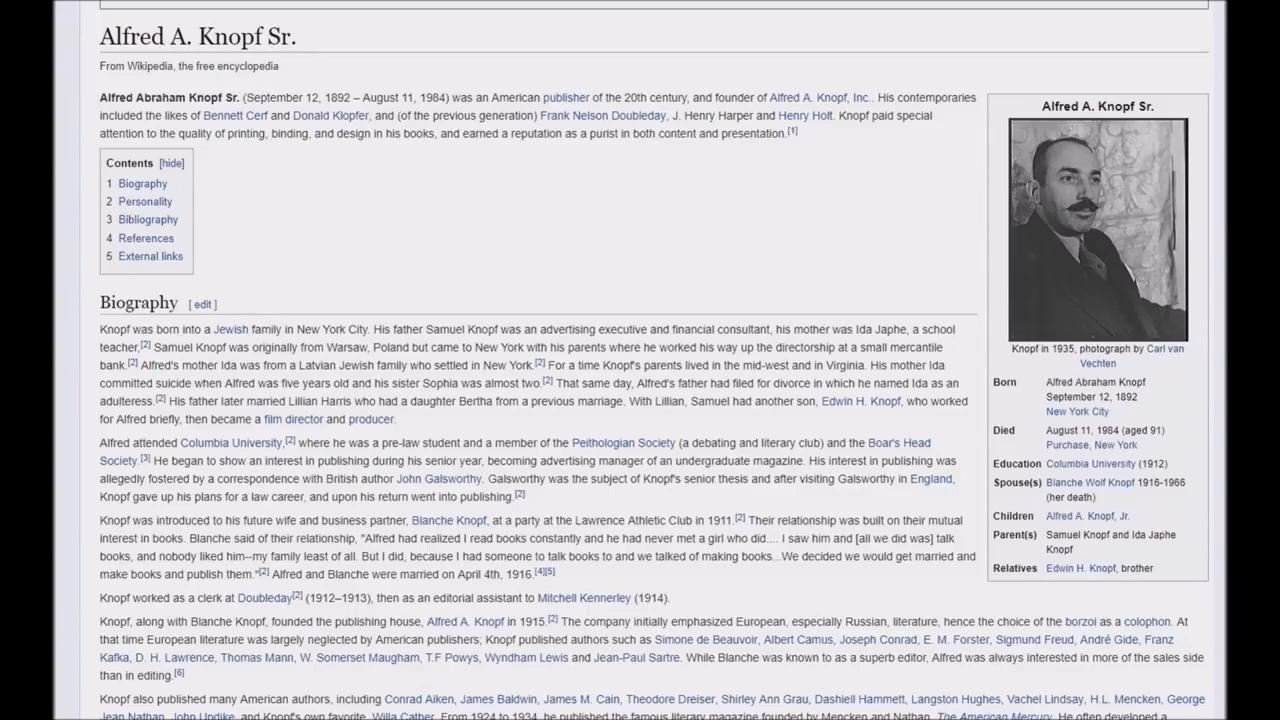 Alfred A. Knopf Sr.
From Wikipedia, the free encyclopedia
Alfred Abraham Knopf Sr. (September 12, 1892 – August 11, 1984) was an American publisher of the 20th century, and founder of Alfred A. Knopf, Inc.. His contemporaries
included the likes of Bennett Cerf and Donald Klopfer, and (of the previous generation) Frank Nelson Doubleday, J. Henry Harper and Henry Holt. Knopf paid special
attention to the quality of printing, binding, and design in his books, and earned a reputation as a purist in both content and presentation.[1]
Contents [hide]
1 Biography
2 Personality
3 Bibliography
4 References
5 External links
Biography [ edit ]
Knopf was born into a Jewish family in New York City. His father Samuel Knopf was an advertising executive and financial consultant, his mother was Ida Japhe, a school
teacher,[2] Samuel Knopf was originally from Warsaw, Poland but came to New York with his parents where he worked his way up the directorship at a small mercantile
bank.[2] Alfred's mother Ida was from a Latvian Jewish family who settled in New York.[2] For a time Knopf's parents lived in the mid-west and in Virginia. His mother Ida
committed suicide when Alfred was five years old and his sister Sophia was almost two.[2] That same day, Alfred's father had filed for divorce in which he named Ida as an
adulteress.[2] His father later married Lillian Harris who had a daughter Bertha from a previous marriage. With Lillian, Samuel had another son, Edwin H. Knopf, who worked
for Alfred briefly, then became a film director and producer.
Alfred attended Columbia University,[2] where he was a pre-law student and a member of the Peithologian Society (a debating and literary club) and the Boar's Head
Society.[3] He began to show an interest in publishing during his senior year, becoming advertising manager of an undergraduate magazine. His interest in publishing was
allegedly fostered by a correspondence with British author John Galsworthy. Galsworthy was the subject of Knopf's senior thesis and after visiting Galsworthy in England,
Knopf gave up his plans for a law career, and upon his return went into publishing.[2]
Knopf was introduced to his future wife and business partner, Blanche Knopf, at a party at the Lawrence Athletic Club in 1911.[2] Their relationship was built on their mutual
interest in books. Blanche said of their relationship, "Alfred had realized I read books constantly and he had never met a girl who did.... I saw him and [all we did was] talk
books, and nobody liked him--my family least of all. But I did, because I had someone to talk books to and we talked of making books...We decided we would get married and
make books and publish them."[2] Alfred and Blanche were married on April 4th, 1916.[4][5]
Knopf worked as a clerk at Doubleday[2] (1912–1913), then as an editorial assistant to Mitchell Kennerley (1914).
Knopf, along with Blanche Knopf, founded the publishing house, Alfred A. Knopf in 1915.[2] The company initially emphasized European, especially Russian, literature, hence the choice of the borzoi as a colophon. At
that time European literature was largely neglected by American publishers; Knopf published authors such as Simone de Beauvoir, Albert Camus, Joseph Conrad, E. M. Forster, Sigmund Freud, André Gide, Franz
Kafka, D. H. Lawrence, Thomas Mann, W. Somerset Maugham, T.F Powys, Wyndham Lewis and Jean-Paul Sartre. While Blanche was known to as a superb editor, Alfred was always interested in more of the sales side
than in editing.[6]
Knopf also published many American authors, including Conrad Aiken, James Baldwin, James M. Cain, Theodore Dreiser, Shirley Ann Grau, Dashiell Hammett, Langston Hughes, Vachel Lindsay, H.L. Mencken, George
Jean Nathan, John Updike, and Knopf's own favorite, Willa Cather. From 1924 to 1934, he published the famous literary magazine founded by Mencken and Nathan, The American Mercury. He often developed a
Alfred A. Knopf Sr.
Knopf in 1935, photograph by Carl van
Vechten
Born Alfred Abraham Knopf
September 12, 1892
New York City
Died August 11, 1984 (aged 91)
Purchase, New York
Education Columbia University (1912)
Spouse(s) Blanche Wolf Knopf 1916-1966
(her death)
Children Alfred A. Knopf, Jr.
Parent(s) Samuel Knopf and Ida Japhe
Knopf
Relatives Edwin H. Knopf, brother